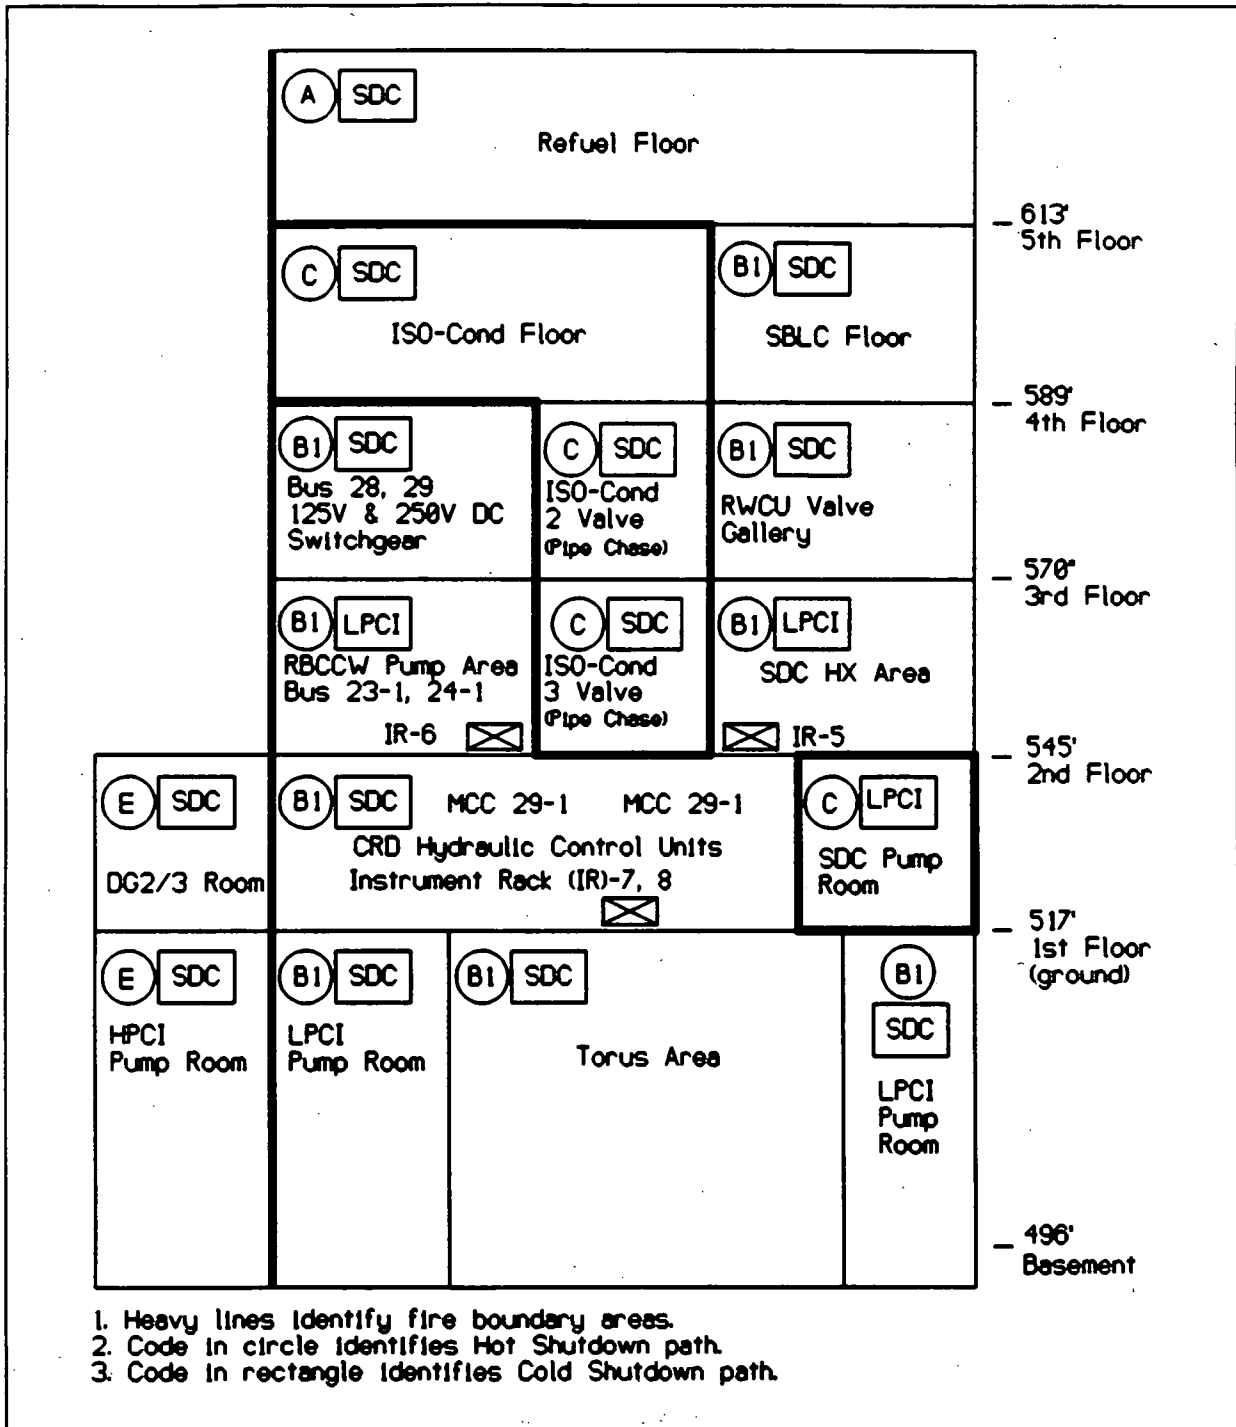 A SDC
Refuel Floor
613'
5th Floor
C SDC
ISO-Cond Floor
B1 SDC
SBLC Floor
589'
4th Floor
B1 SDC
Bus 28, 29
125V & 250V DC
Switchgear
C SDC
ISO-Cond
2 Valve
(Pipe Chase)
B1 SDC
RWCU Valve
Gallery
570"
3rd Floor
B1 LPCI
RBCCW Pump Area
Bus 23-1, 24-1
IR-6
C SDC
ISO-Cond
3 Valve
(Pipe Chase)
B1 LPCI
SDC HX Area
IR-5
545'
2nd Floor
E SDC
DG2/3 Room
B1 SDC MCC 29-1 MCC 29-1
CRD Hydraulic Control Units
Instrument Rack (IR)-7, 8
C LPCI
SDC Pump
Room
517'
1st Floor
(ground)
E SDC
HPCI
Pump Room
B1 SDC
LPCI
Pump Room
B1 SDC
Torus Area
B1
SDC
LPCI
Pump
Room
496'
Basement
1. Heavy lines identify fire boundary areas.
2. Code in circle identifies Hot Shutdown path.
3. Code in rectangle identifies Cold Shutdown path.